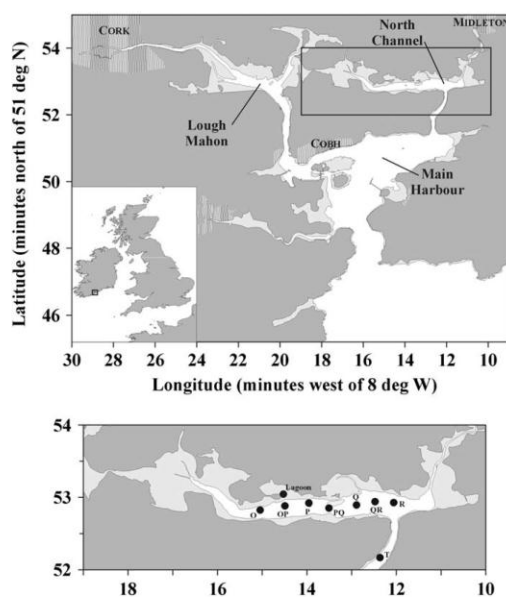 CORK
MIDLETON
North
Channel
Lough
Mahon
COBH
Main
Harbour
Latitude (minutes north of 51 deg N)
54
52
50
48
46
30 28 26 24 22 20 18 16 14 12 10
Longitude (minutes west of 8 deg W)
54
53
52
Lagoon
O OP P PQ Q QR R
T
18 16 14 12 10